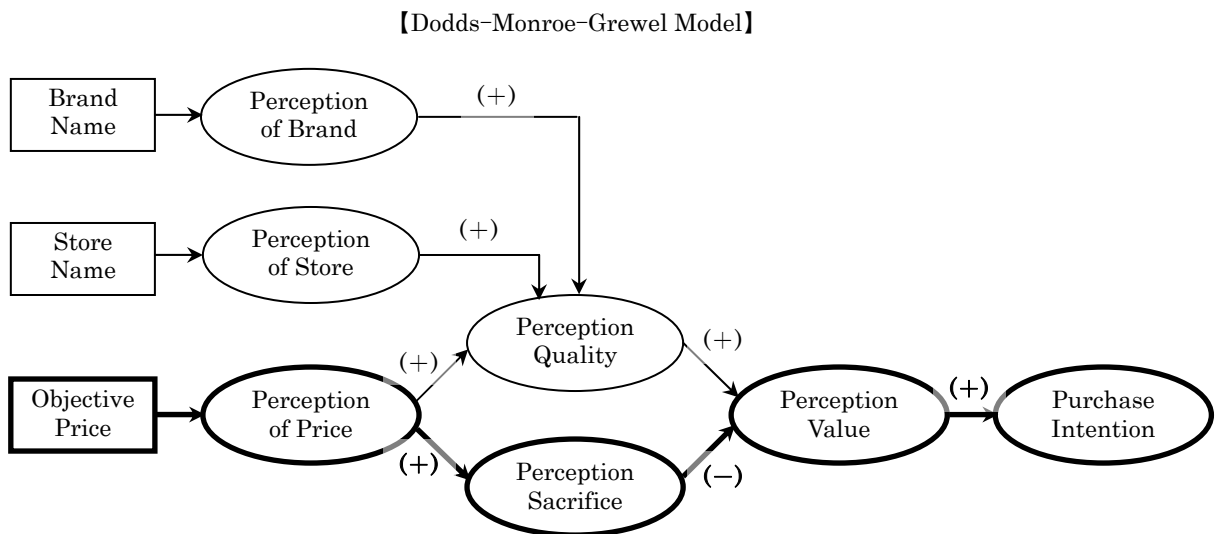 【Dodds-Monroe-Grewel Model】
Brand
Name
Perception
of Brand
(+)
Store
Name
Perception
of Store
(+)
Perception
Quality
(+)
(+)
Objective
Price
Perception
of Price
(+)
Perception
Sacrifice
(-)
Perception
Value
(+)
Purchase
Intention